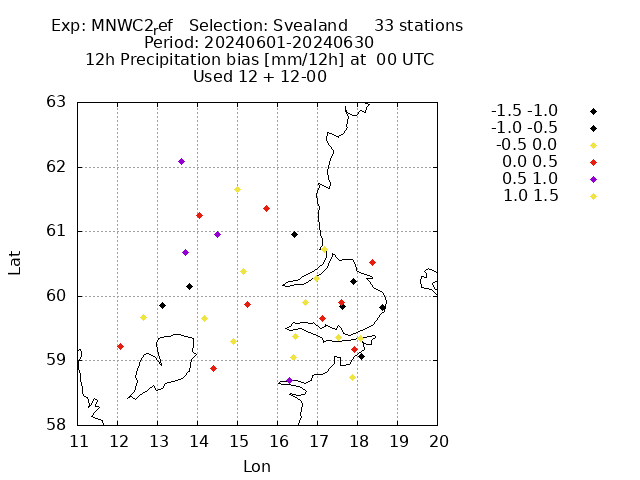 Exp: MNWC2ref Selection: Svealand 33 stations
Period: 20240601-20240630
12h Precipitation bias [mm/12h] at 00 UTC
Used 12 + 12-00
-1.5 -1.0
-1.0 -0.5
-0.5 0.0
0.0 0.5
0.5 1.0
1.0 1.5
63
62
61
60
59
58
Lat
11 12 13 14 15 16 17 18 19 20
Lon